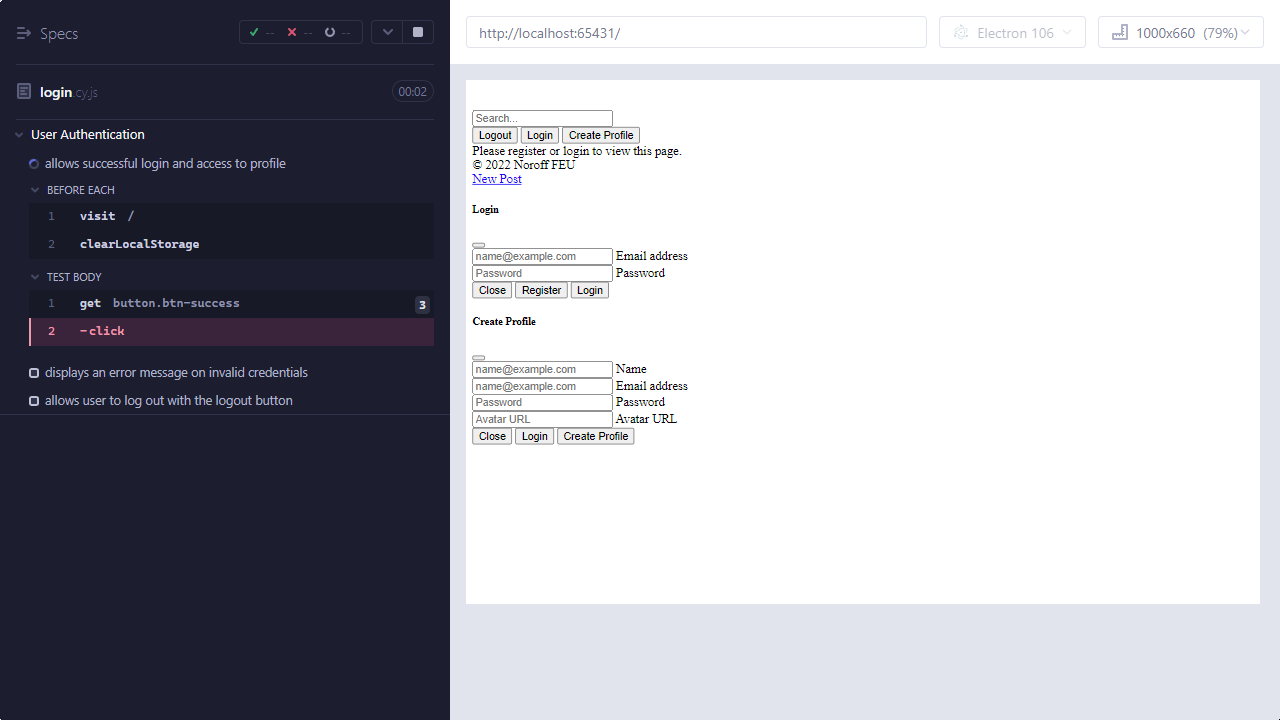 Specs
-- -- --
login.cy.js 00:02
User Authentication
allows successful login and access to profile
BEFORE EACH
1 visit /
2 clearLocalStorage
TEST BODY
1 get button.btn-success 3
2 -click
displays an error message on invalid credentials
allows user to log out with the logout button
http://localhost:65431/ Electron 106 1000x660 (79%)
Search...
Logout Login Create Profile
Please register or login to view this page.
© 2022 Noroff FEU
New Post
Login
name@example.com Email address
Password Password
Close Register Login
Create Profile
name@example.com Name
name@example.com Email address
Password Password
Avatar URL Avatar URL
Close Login Create Profile